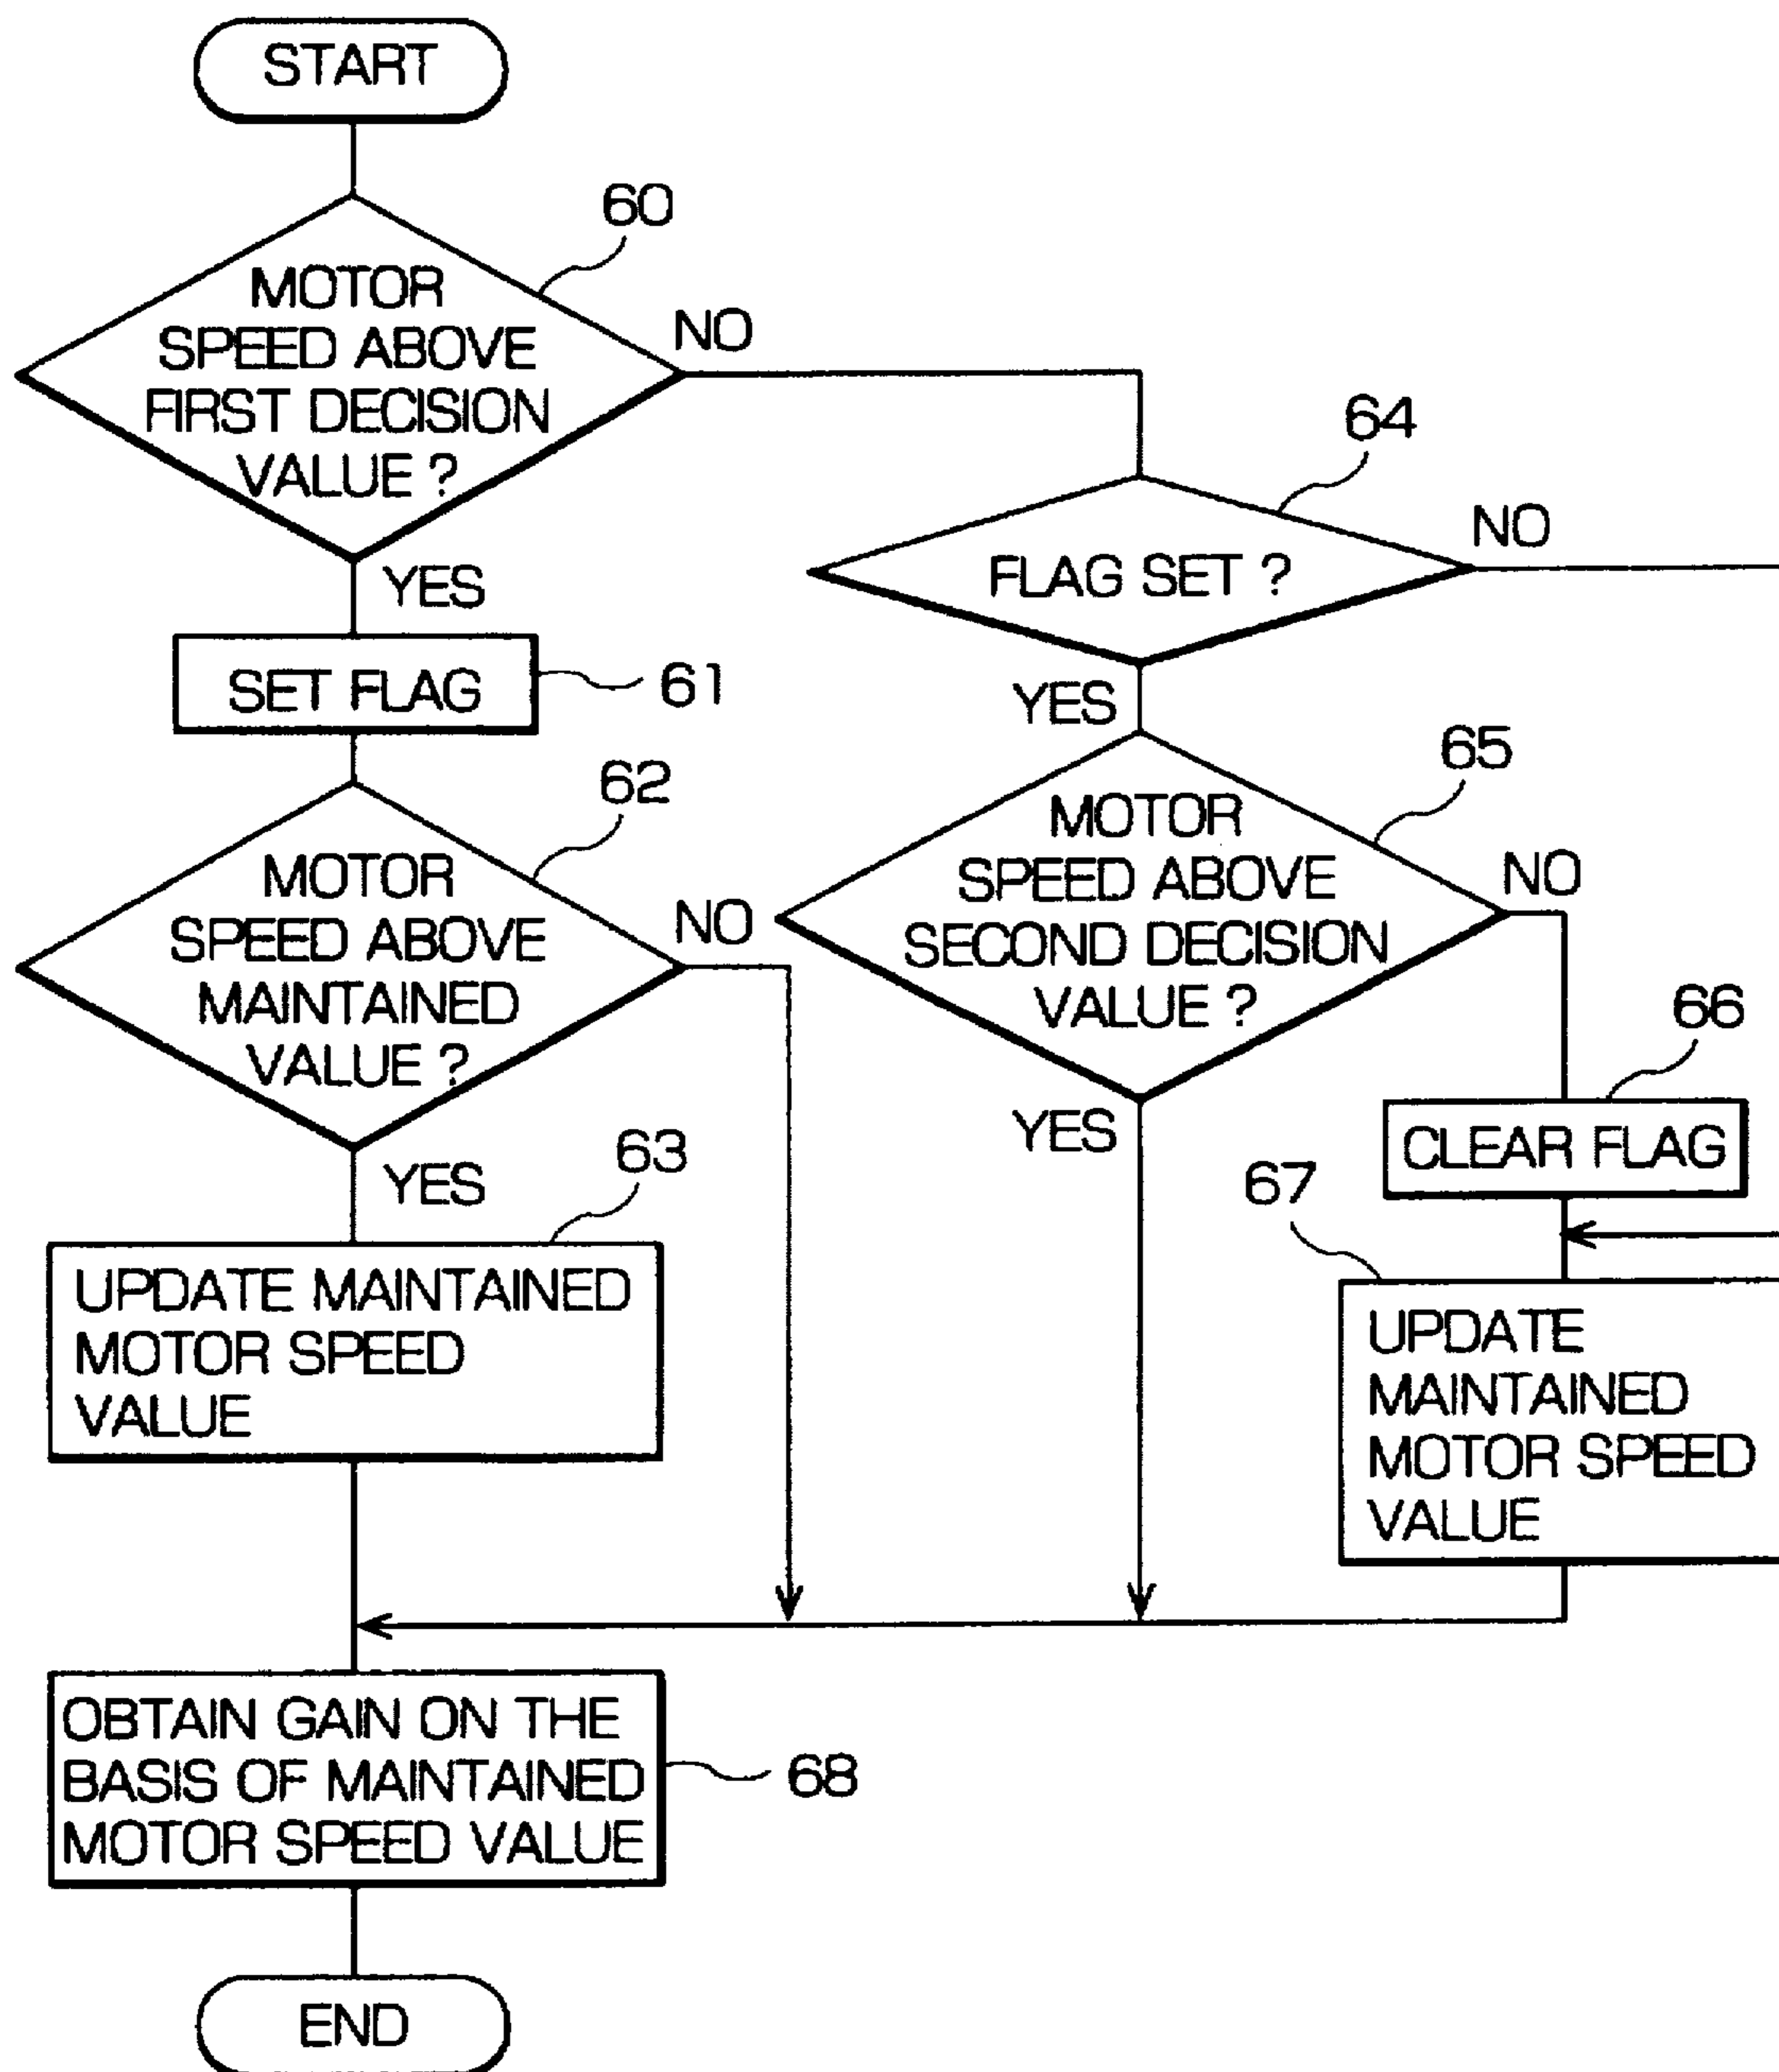 START
60
MOTOR
SPEED ABOVE
FIRST DECISION
VALUE ?
NO
YES
SET FLAG
61
62
MOTOR
SPEED ABOVE
MAINTAINED
VALUE ?
NO
YES
63
UPDATE MAINTAINED
MOTOR SPEED
VALUE
64
FLAG SET ?
NO
YES
65
MOTOR
SPEED ABOVE
SECOND DECISION
VALUE ?
NO
YES
66
CLEAR FLAG
67
UPDATE
MAINTAINED
MOTOR SPEED
VALUE
OBTAIN GAIN ON THE
BASIS OF MAINTAINED
MOTOR SPEED VALUE
68
END